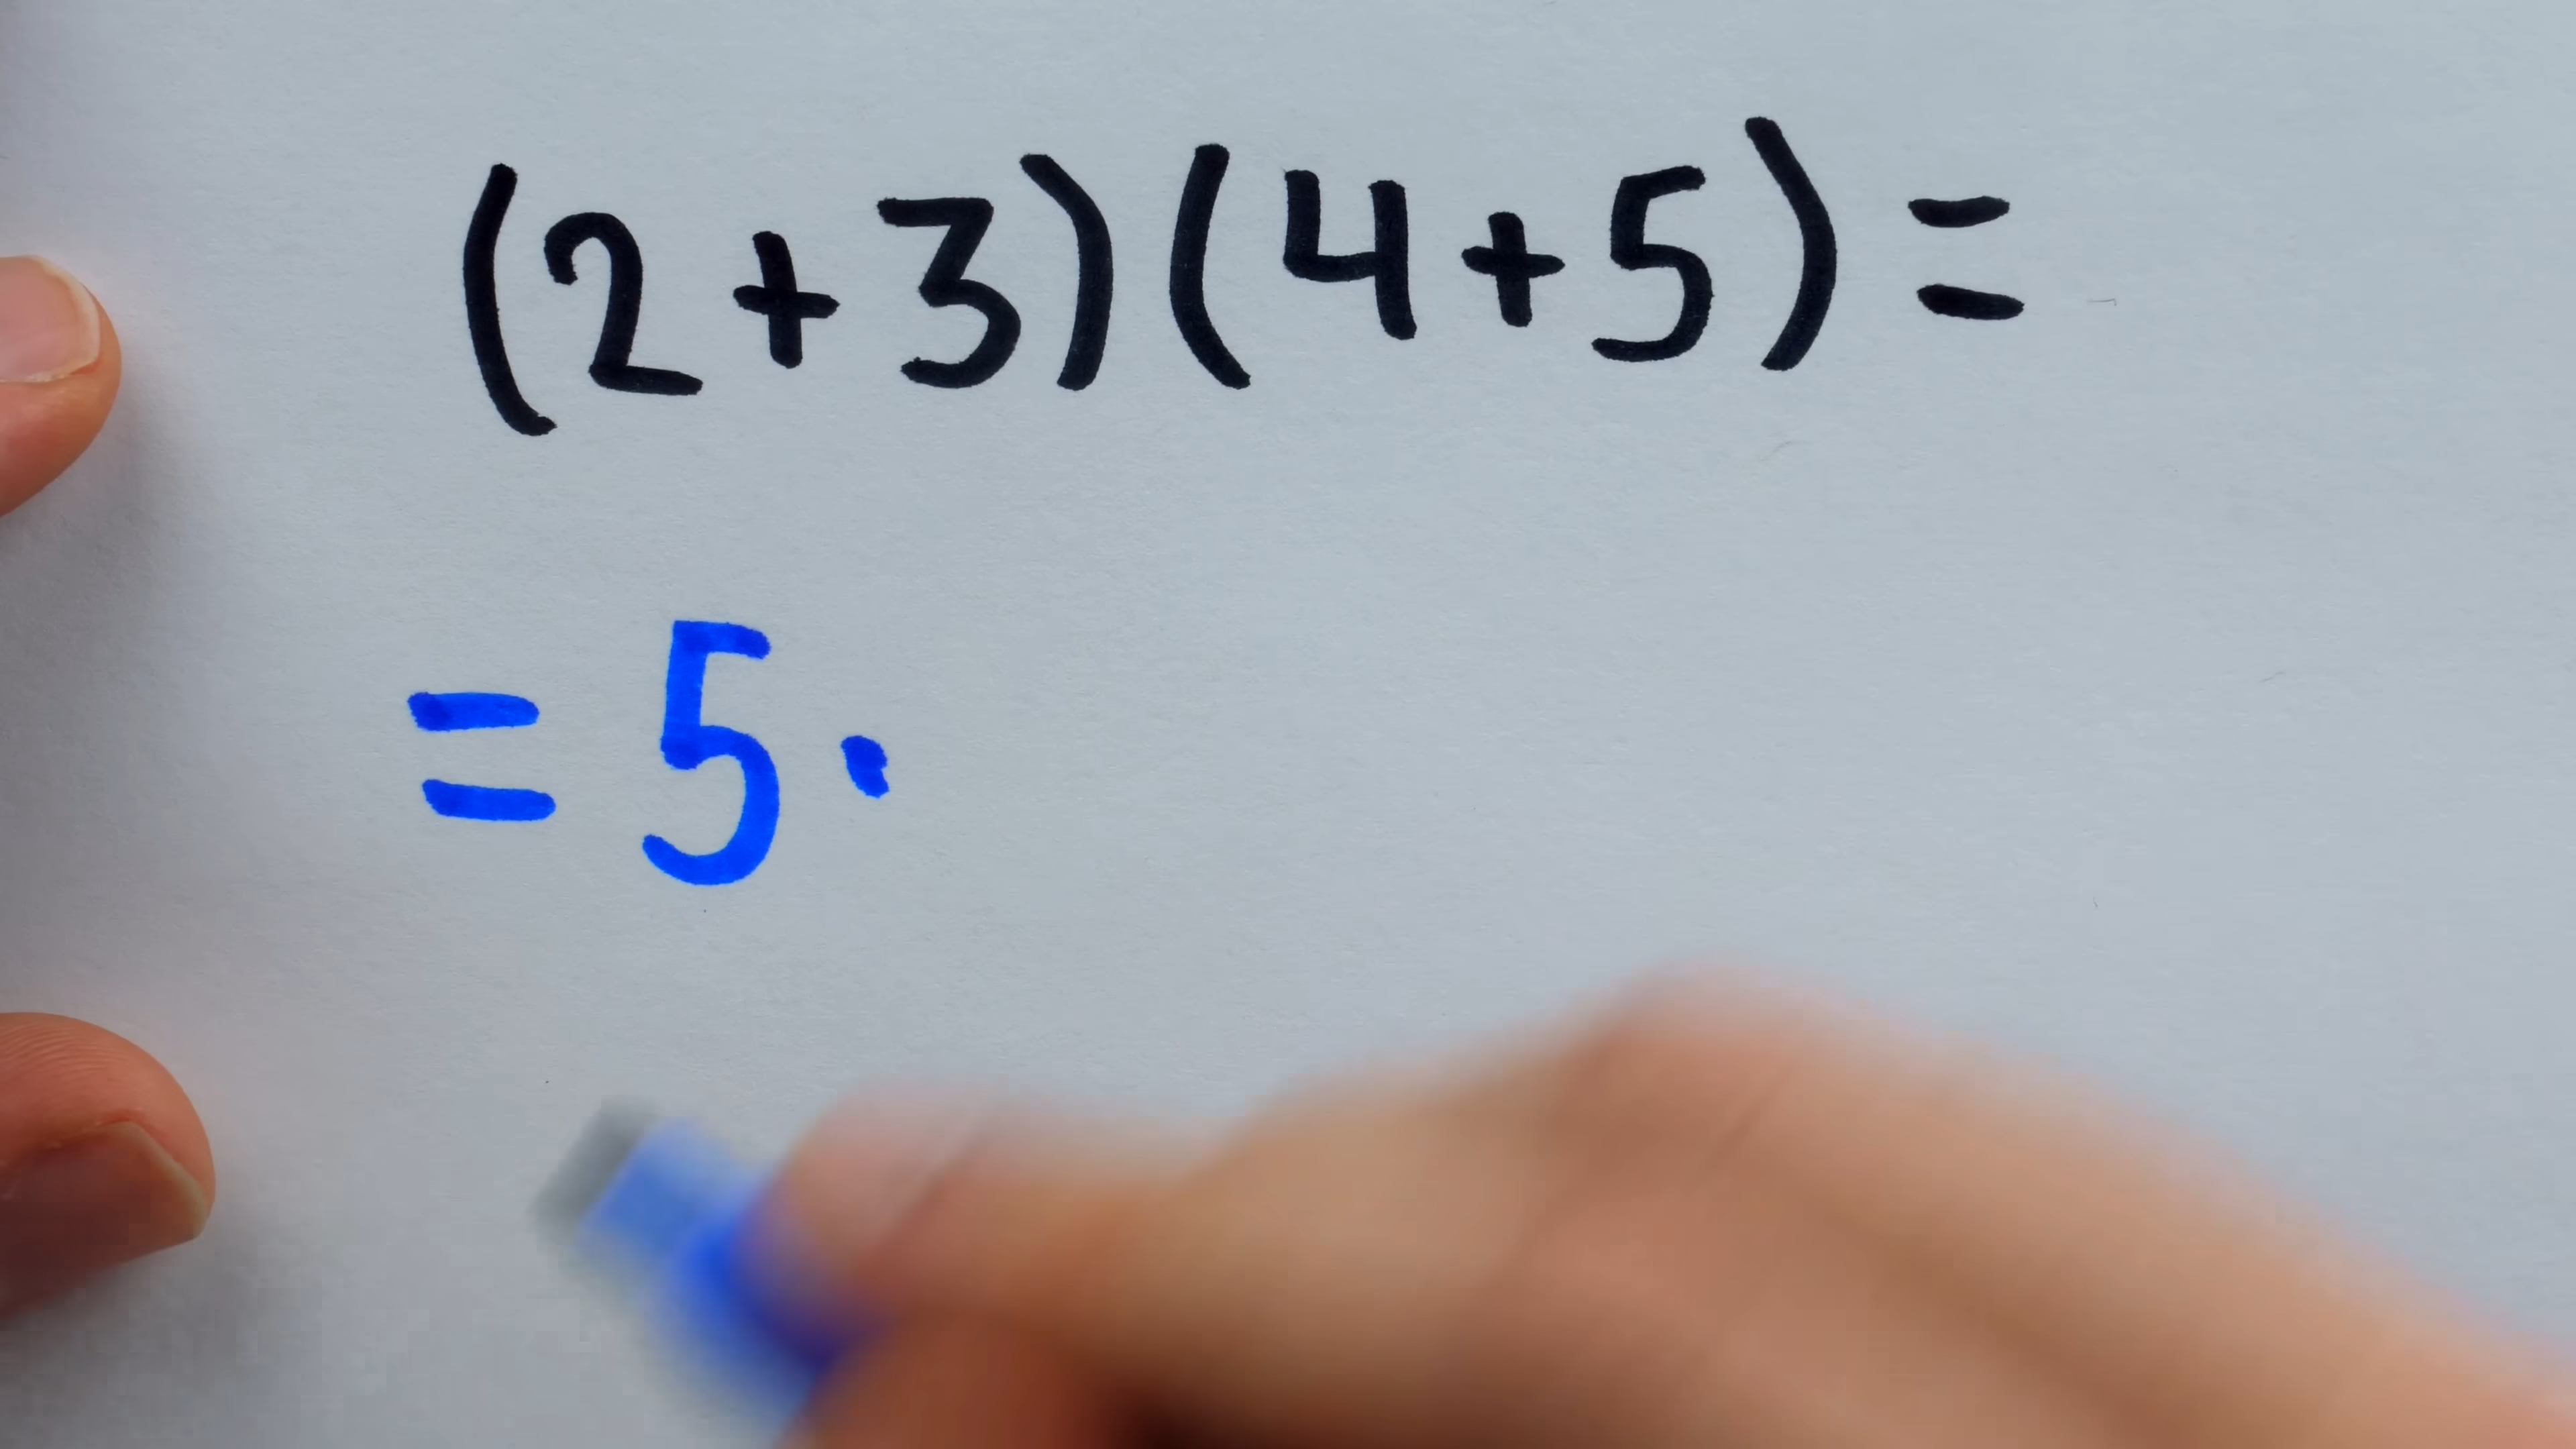 (2+3)(4+5)=
=5·